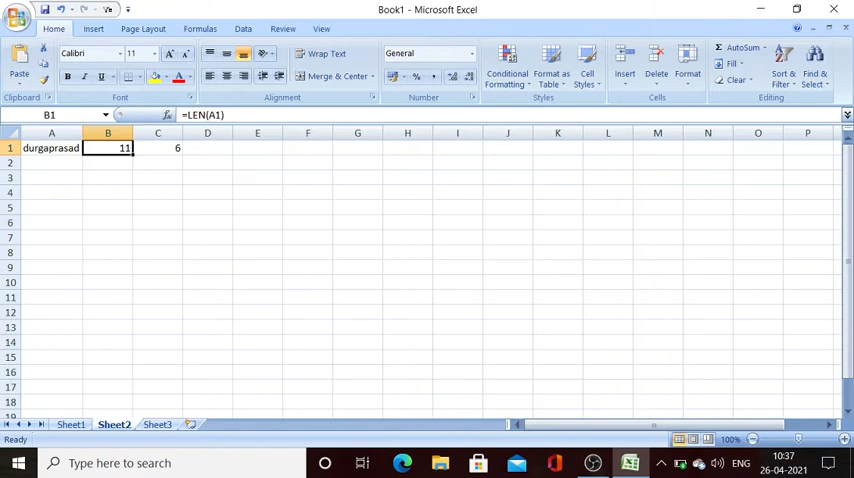 Book1 - Microsoft Excel
Home Insert Page Layout Formulas Data Review View
Paste
Clipboard
Calibri 11
B I U
Font
Wrap Text
Merge & Center
Alignment
General
Number
Conditional Formatting
Format as Table
Cell Styles
Styles
Insert Delete Format
Cells
AutoSum
Fill
Clear
Sort & Filter
Find & Select
Editing
B1 fx =LEN(A1)
A B C D E F G H I J K L M N O P
1 durgaprasad 11 6
2
3
4
5
6
7
8
9
10
11
12
13
14
15
16
17
18
19
Sheet1 Sheet2 Sheet3
Ready 100%
Type here to search
ENG
10:37
26-04-2021